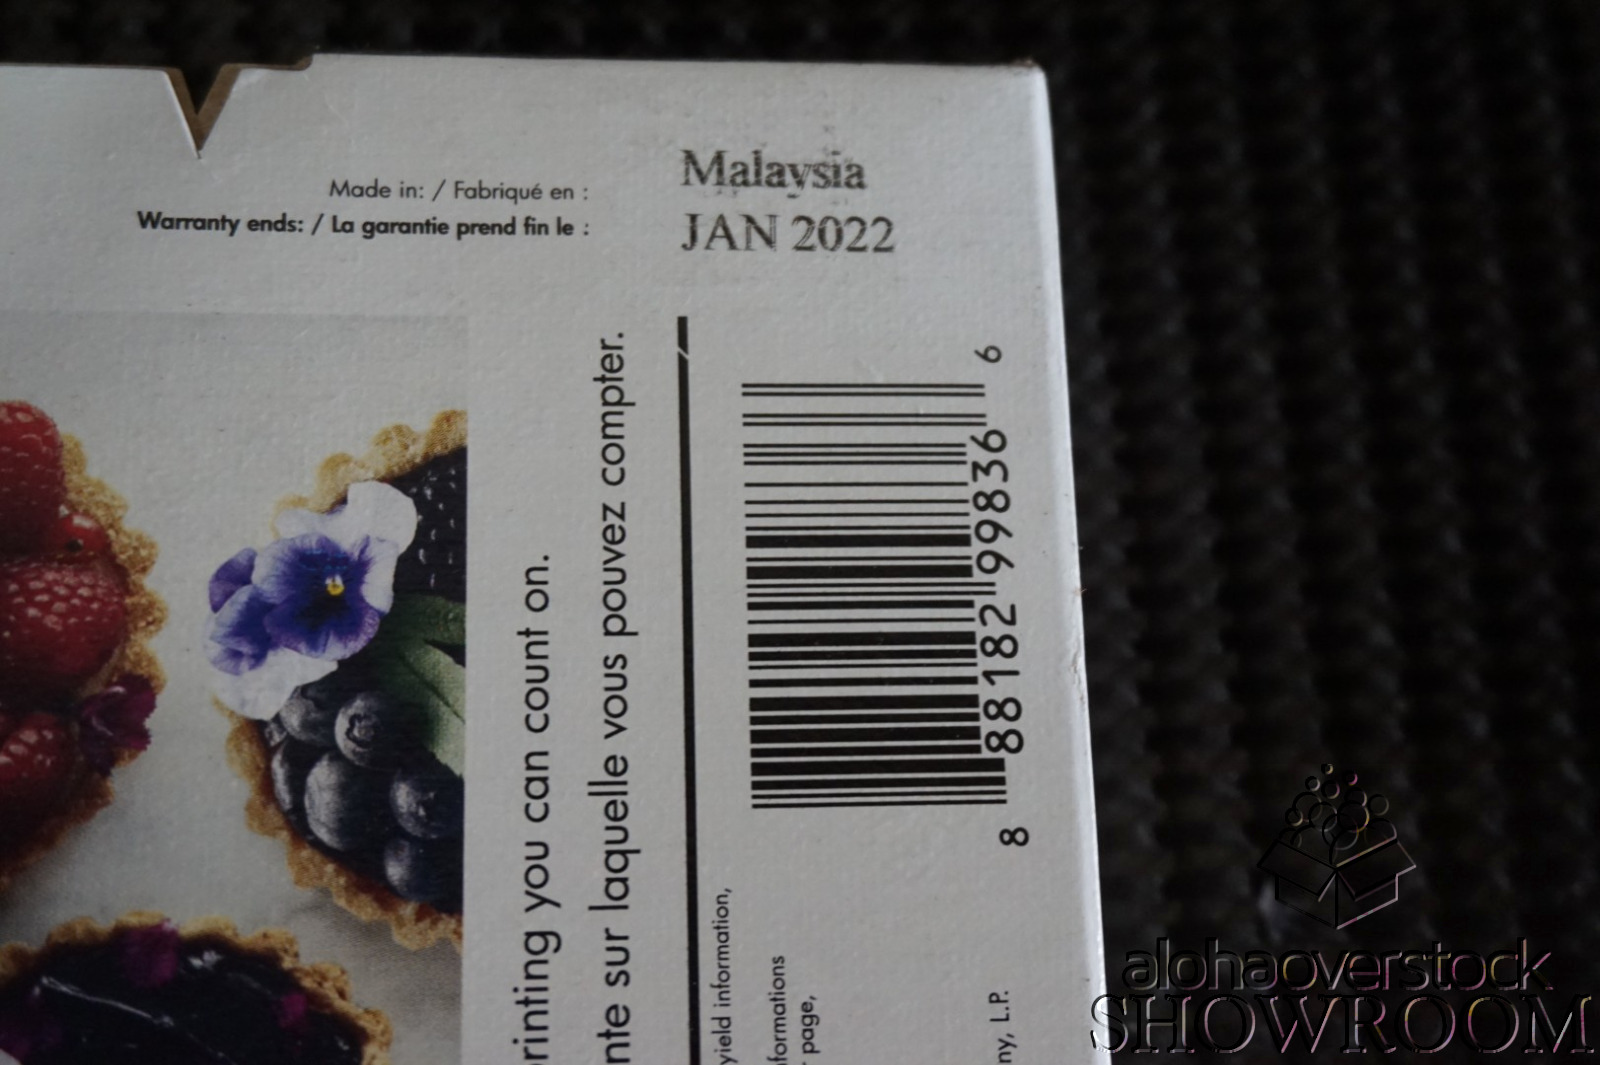 Made in: / Fabriqué en : Malaysia
Warranty ends: / La garantie prend fin le : JAN 2022
rinting you can count on.
nte sur laquelle vous pouvez compter.
8 88182 99836 6
yield information,
formations
page,
ny, L.P.
alohaoverstock
SHOWROOM